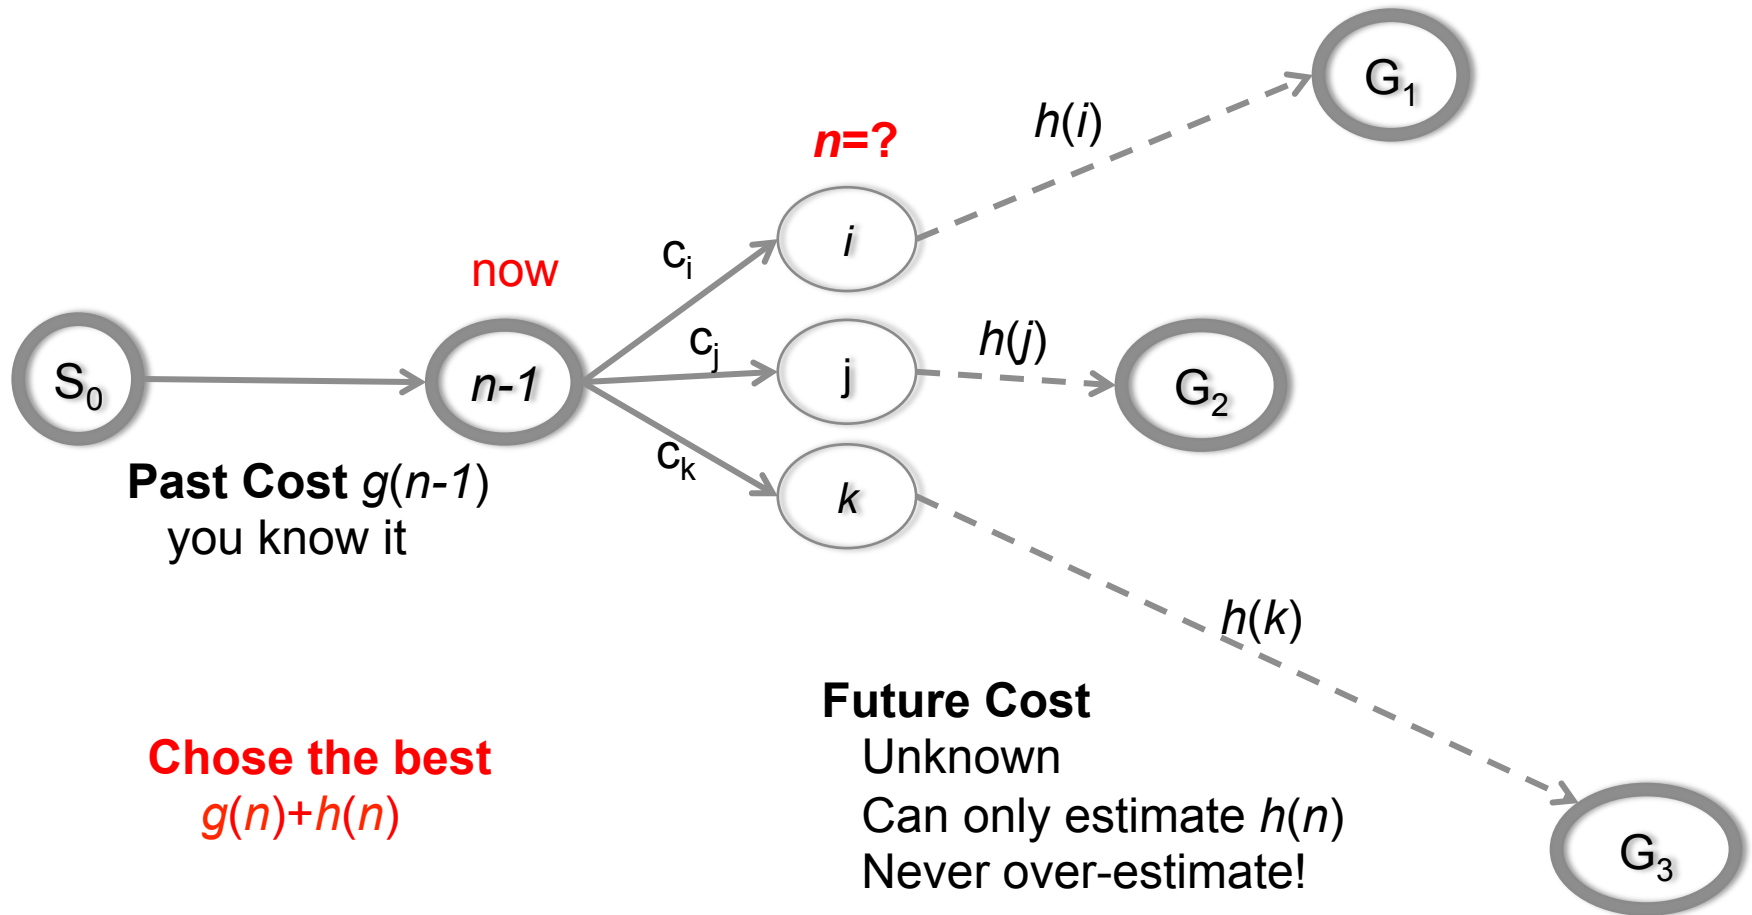 G₁
h(i)
n=?
i
cᵢ
now
S₀
n-1
cⱼ
j
h(j)
G₂
Past Cost g(n-1)
you know it
cₖ
k
h(k)
Future Cost
Unknown
Can only estimate h(n)
Never over-estimate!
Chose the best
g(n)+h(n)
G₃